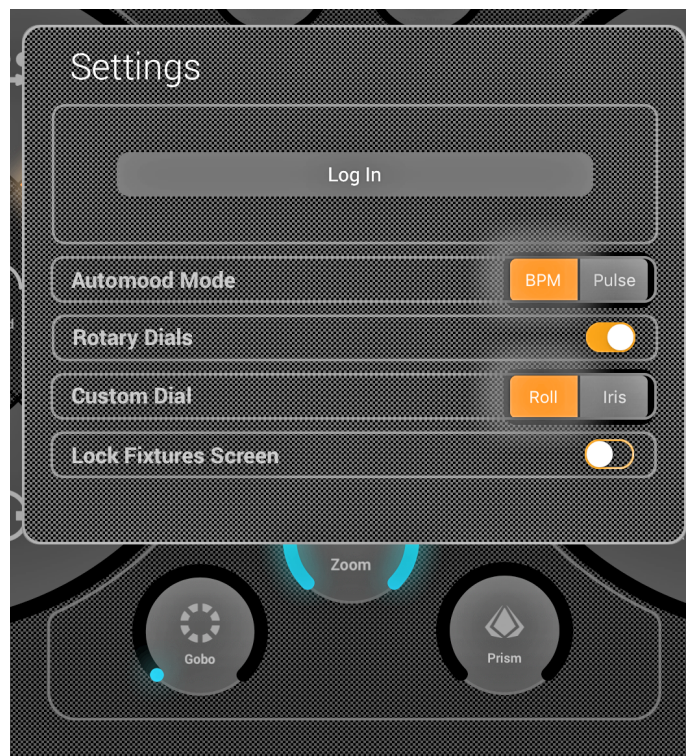 Settings
Log In
Automood Mode
BPM Pulse
Rotary Dials
Custom Dial
Roll Iris
Lock Fixtures Screen
Zoom
Gobo
Prism